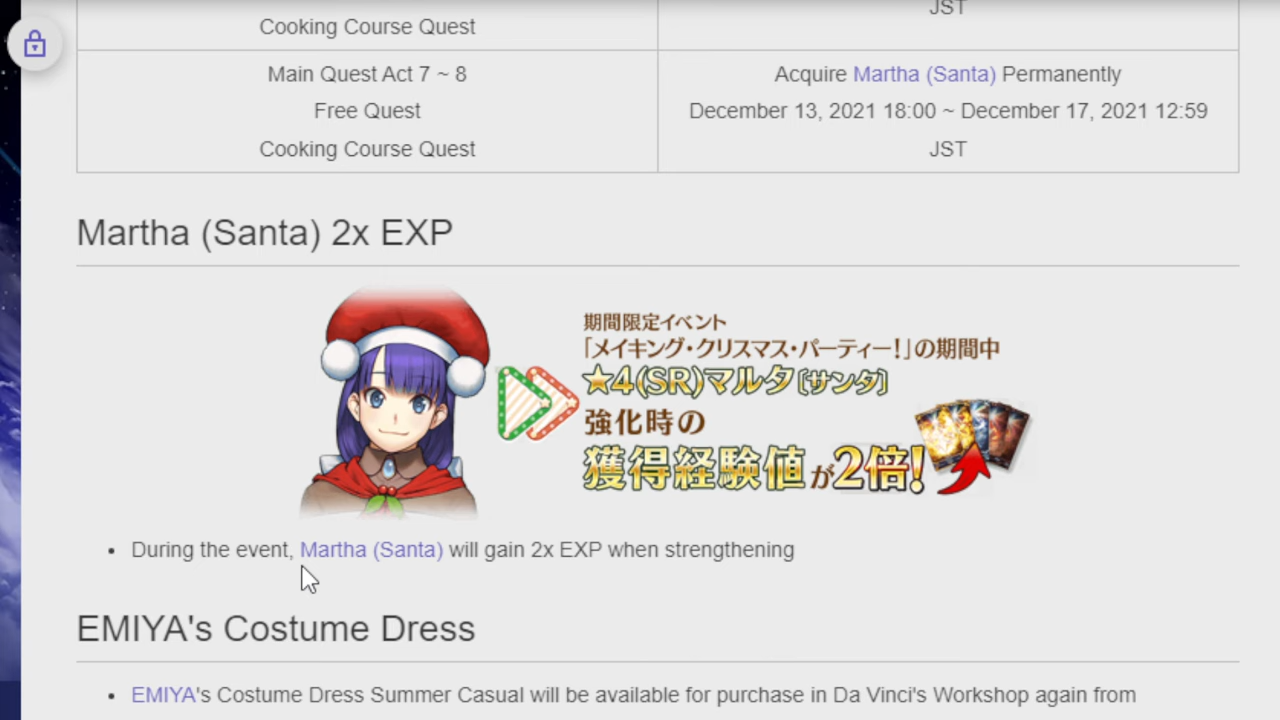 JST
Cooking Course Quest
Main Quest Act 7 ~ 8
Acquire Martha (Santa) Permanently
Free Quest
December 13, 2021 18:00 ~ December 17, 2021 12:59
Cooking Course Quest
JST
Martha (Santa) 2x EXP
期間限定イベント
「メイキング・クリスマス・パーティー!」の期間中
★4(SR)マルタ〔サンタ〕
強化時の
獲得経験値が2倍!
• During the event, Martha (Santa) will gain 2x EXP when strengthening
EMIYA's Costume Dress
• EMIYA's Costume Dress Summer Casual will be available for purchase in Da Vinci's Workshop again from